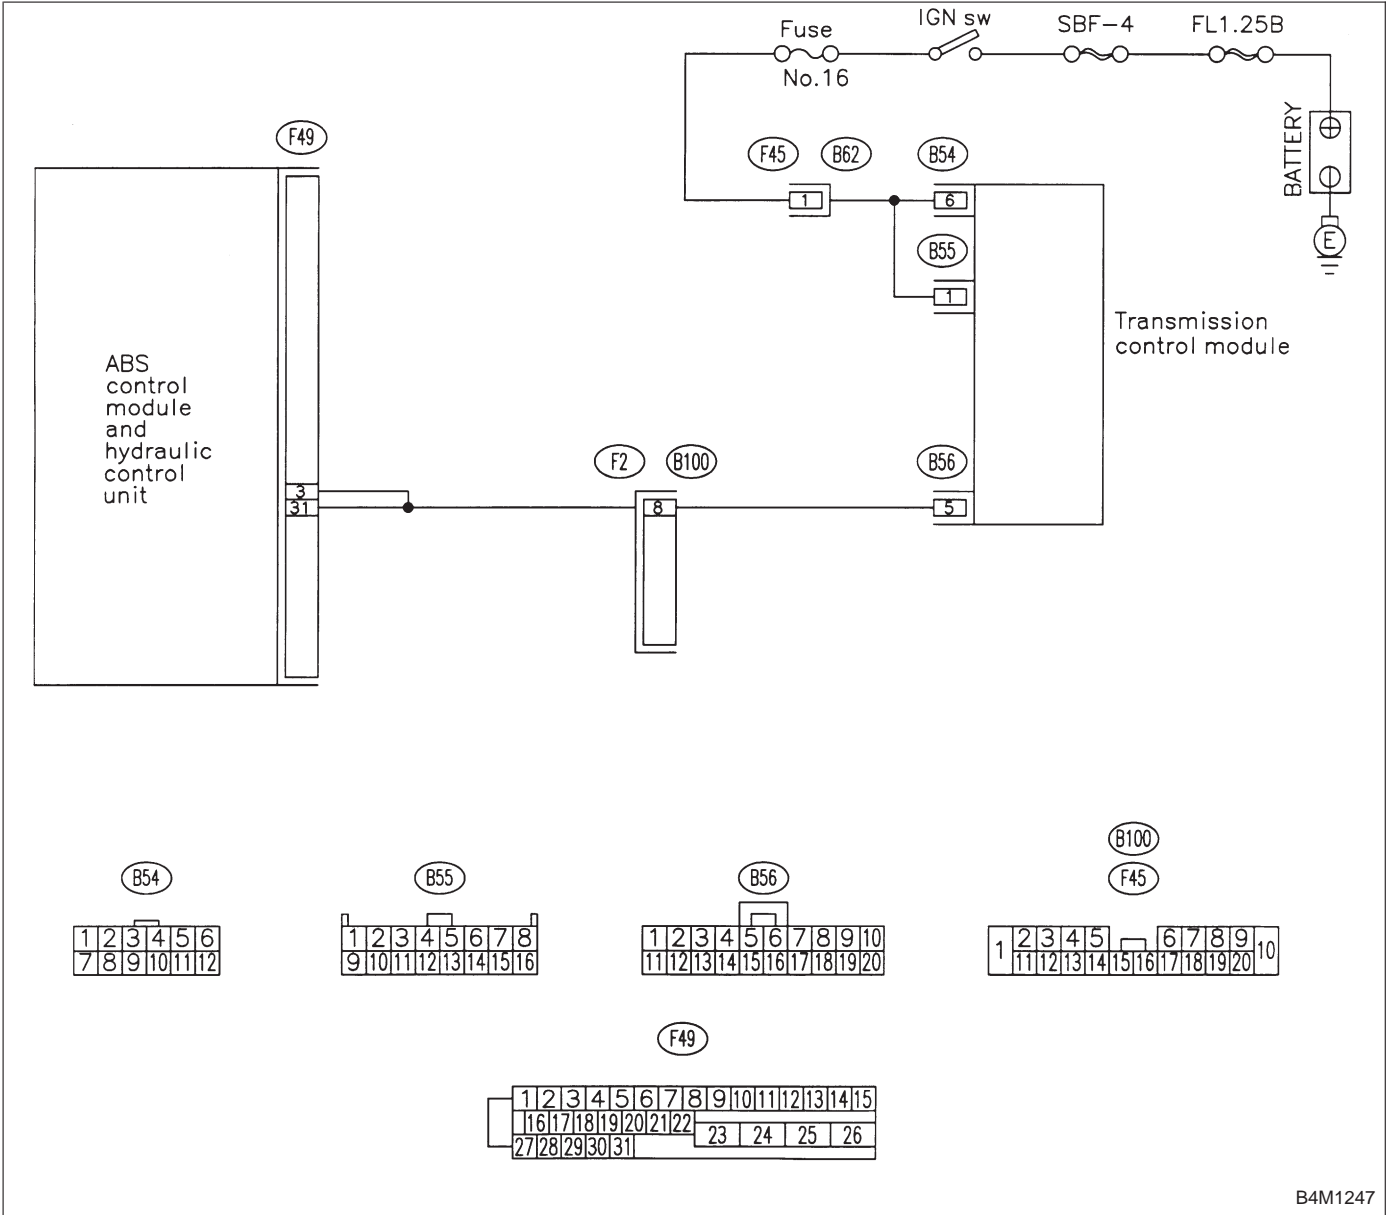 Fuse
No.16
IGN sw
SBF-4
FL1.25B
BATTERY
E
F49
F45
B62
B54
1
6
B55
1
Transmission
control module
ABS
control
module
and
hydraulic
control
unit
F2
B100
B56
3
31
8
5
B54
1 2 3 4 5 6
7 8 9 10 11 12
B55
1 2 3 4 5 6 7 8
9 10 11 12 13 14 15 16
B56
1 2 3 4 5 6 7 8 9 10
11 12 13 14 15 16 17 18 19 20
B100
F45
1 2 3 4 5 6 7 8 9 10
11 12 13 14 15 16 17 18 19 20
F49
1 2 3 4 5 6 7 8 9 10 11 12 13 14 15
16 17 18 19 20 21 22
23 24 25 26
27 28 29 30 31
B4M1247